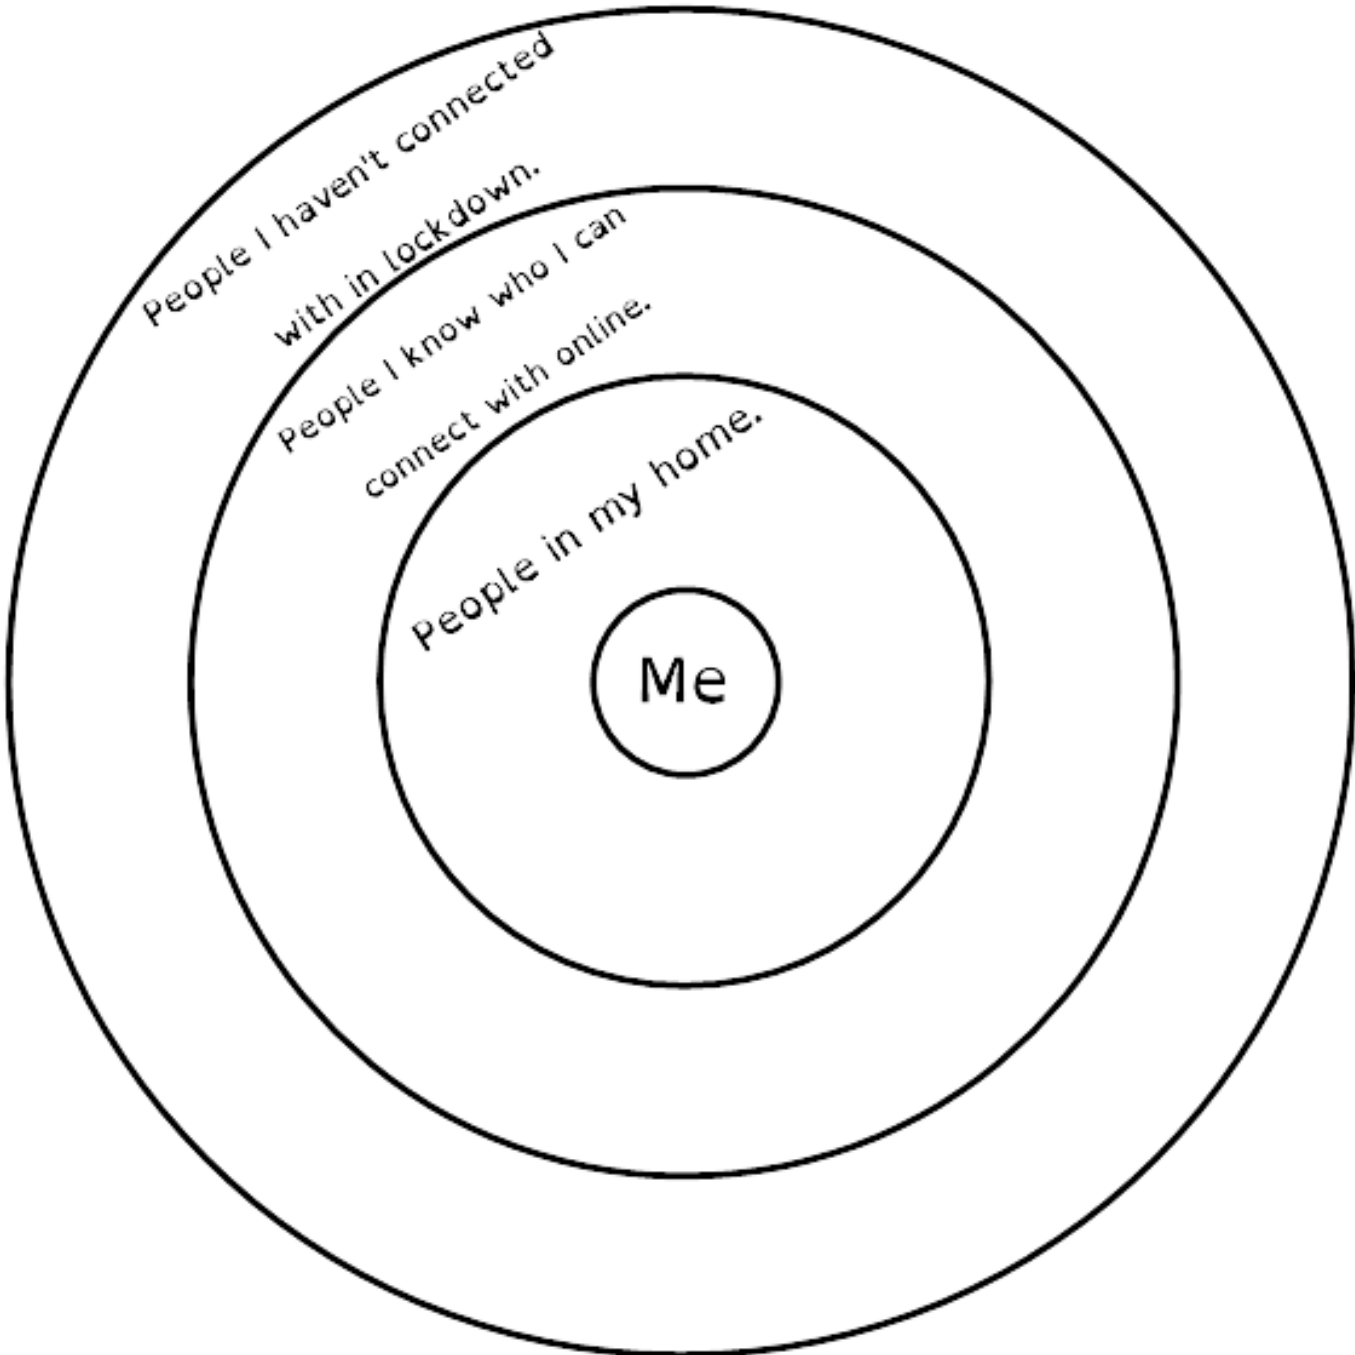 People I haven't connected
with in lockdown.
People I know who I can
connect with online.
People in my home.
Me